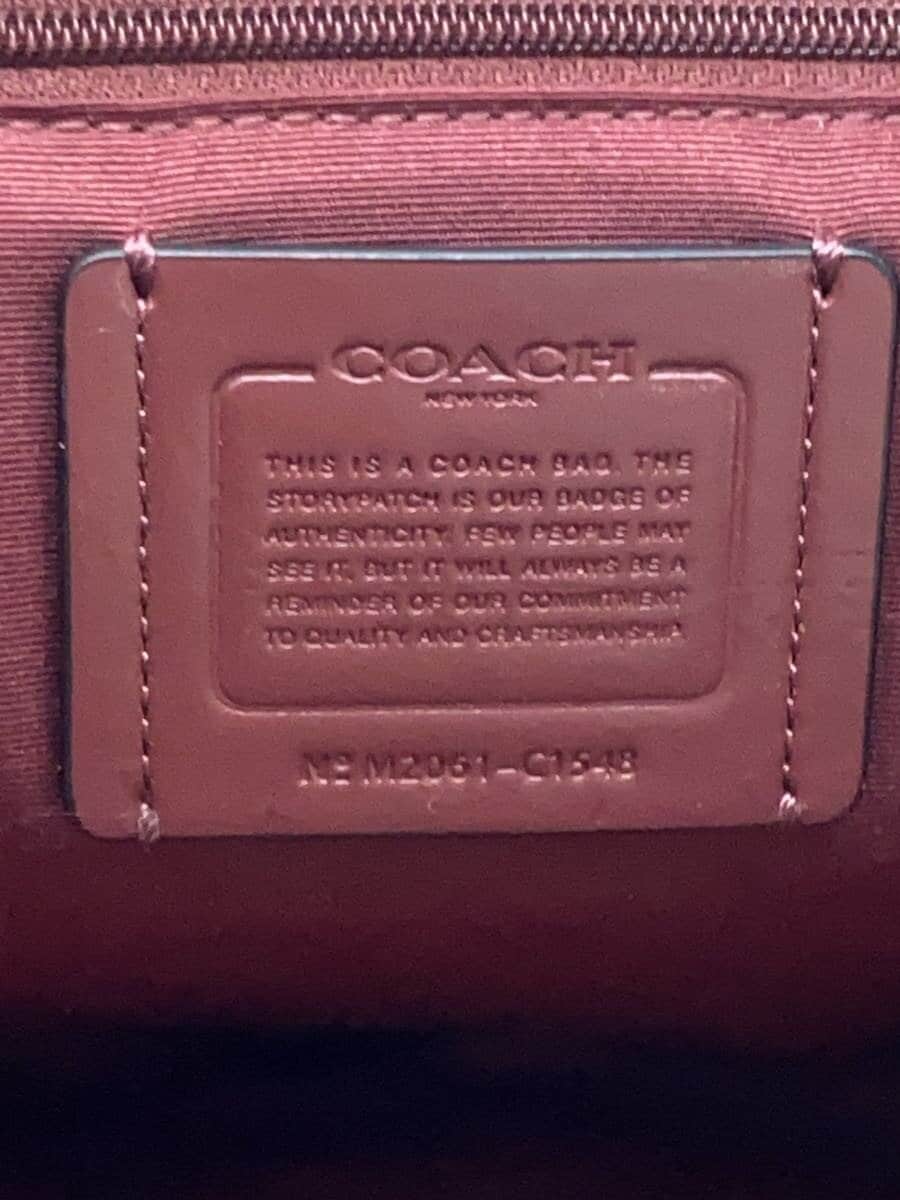 COACH
NEW YORK
THIS IS A COACH BAG. THE
STORYPATCH IS OUR BADGE OF
AUTHENTICITY. FEW PEOPLE MAY
SEE IT, BUT IT WILL ALWAYS BE A
REMINDER OF OUR COMMITMENT
TO QUALITY AND CRAFTSMANSHIP.
Nº M2061-C1548